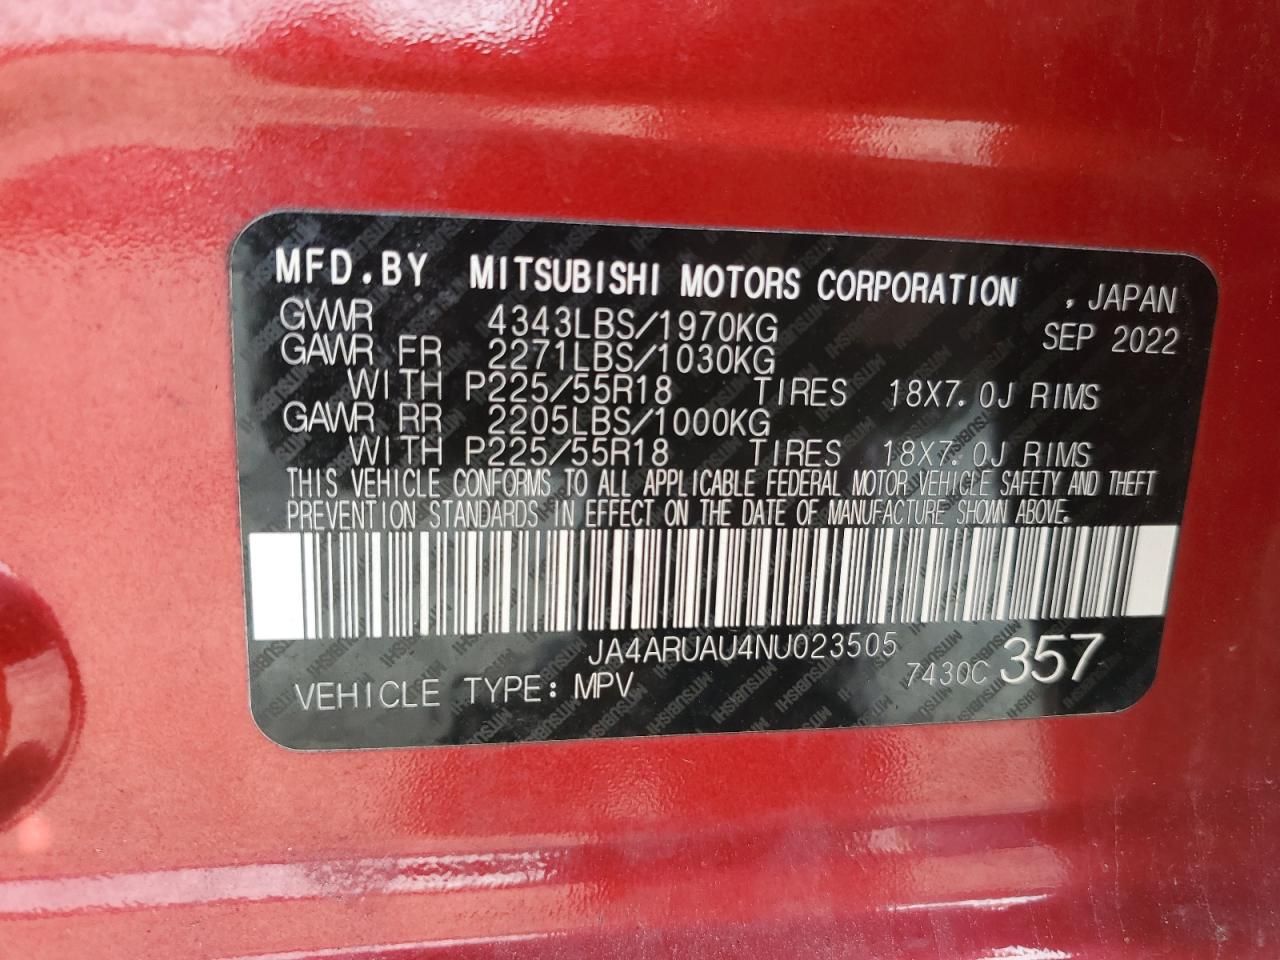 MFD.BY MITSUBISHI MOTORS CORPORATION , JAPAN
GVWR 4343LBS/1970KG SEP 2022
GAWR FR 2271LBS/1030KG
WITH P225/55R18 TIRES 18X7.0J RIMS
GAWR RR 2205LBS/1000KG
WITH P225/55R18 TIRES 18X7.0J RIMS
THIS VEHICLE CONFORMS TO ALL APPLICABLE FEDERAL MOTOR VEHICLE SAFETY AND THEFT
PREVENTION STANDARDS IN EFFECT ON THE DATE OF MANUFACTURE SHOWN ABOVE.
JA4ARUAU4NU023505
7430C 357
VEHICLE TYPE: MPV